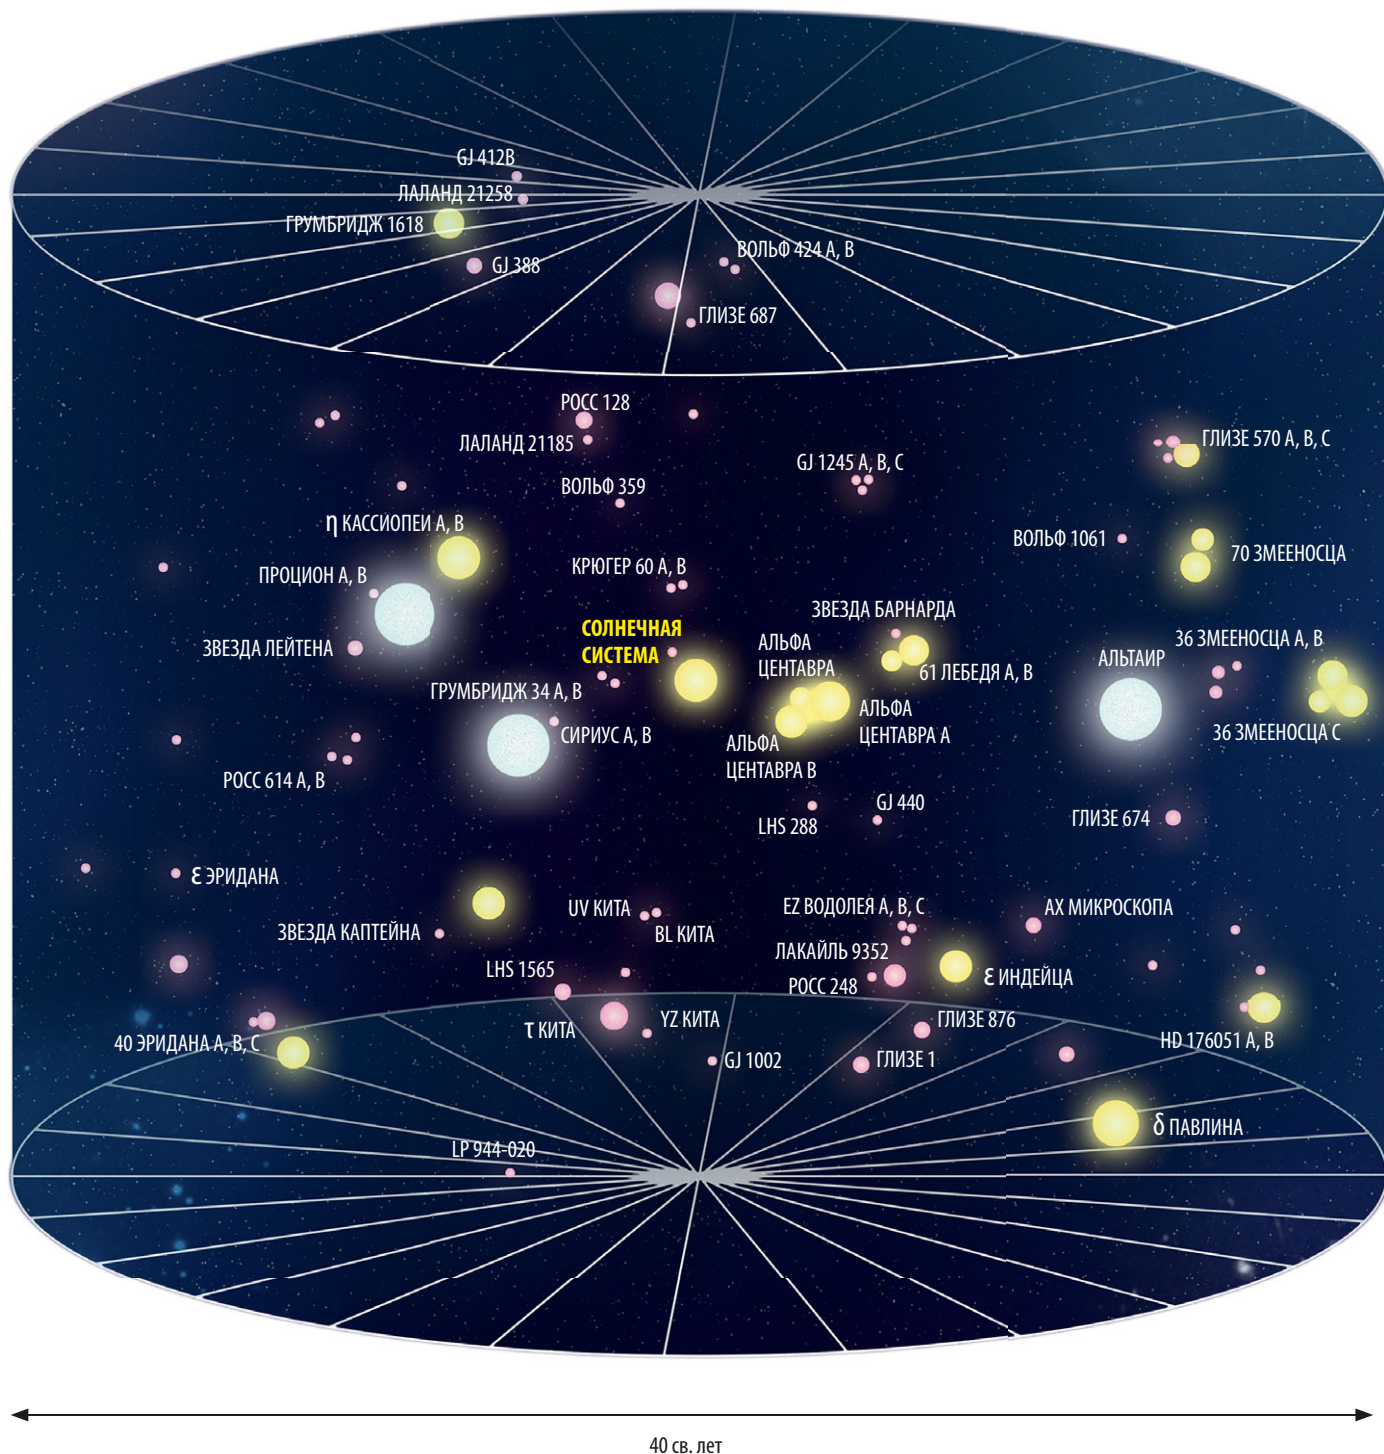 GJ 412B
ЛАЛАНД 21258
ГРУМБРИДЖ 1618
GJ 388
ВОЛЬФ 424 A, B
ГЛИЗЕ 687
РОСС 128
ЛАЛАНД 21185
ГЛИЗЕ 570 A, B, C
GJ 1245 A, B, C
ВОЛЬФ 359
η КАССИОПЕИ A, B
ВОЛЬФ 1061
70 ЗМЕЕНОСЦА
КРЮГЕР 60 A, B
ПРОЦИОН A, B
ЗВЕЗДА БАРНАРДА
СОЛНЕЧНАЯ
СИСТЕМА
АЛЬФА
ЦЕНТАВРА
36 ЗМЕЕНОСЦА A, B
ЗВЕЗДА ЛЕЙТЕНА
АЛЬТАИР
61 ЛЕБЕДЯ A, B
ГРУМБРИДЖ 34 A, B
АЛЬФА
ЦЕНТАВРА A
СИРИУС A, B
36 ЗМЕЕНОСЦА C
АЛЬФА
ЦЕНТАВРА B
РОСС 614 A, B
GJ 440
LHS 288
ГЛИЗЕ 674
ε ЭРИДАНА
UV КИТА
EZ ВОДОЛЕЯ A, B, C
AX МИКРОСКОПА
ЗВЕЗДА КАПТЕЙНА
BL КИТА
ЛАКАЙЛЬ 9352
LHS 1565
РОСС 248
ε ИНДЕЙЦА
τ КИТА
YZ КИТА
ГЛИЗЕ 876
40 ЭРИДАНА A, B, C
HD 176051 A, B
GJ 1002
ГЛИЗЕ 1
δ ПАВЛИНА
LP 944-020
40 св. лет